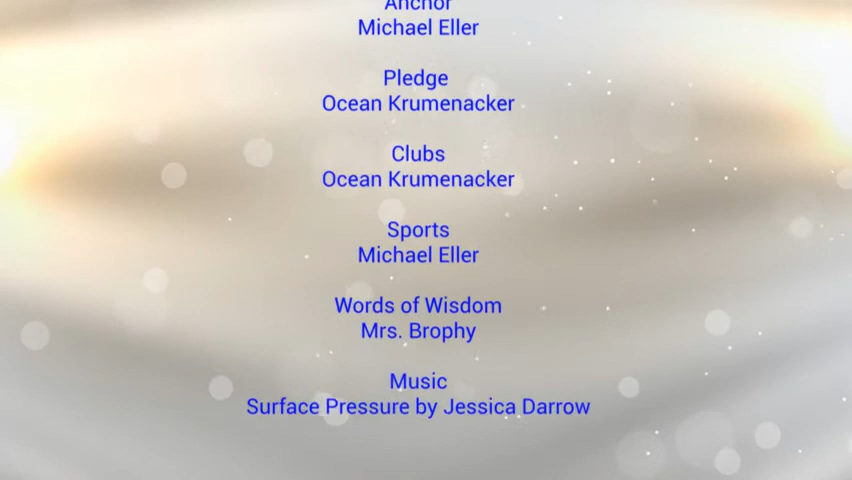 Anchor
Michael Eller
Pledge
Ocean Krumenacker
Clubs
Ocean Krumenacker
Sports
Michael Eller
Words of Wisdom
Mrs. Brophy
Music
Surface Pressure by Jessica Darrow